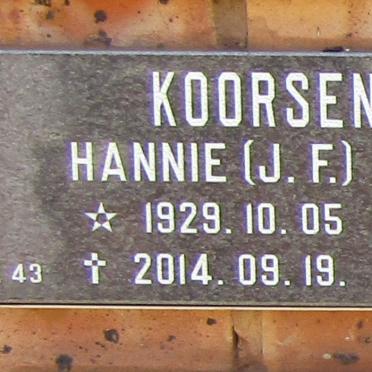 KOORSEN
HANNIE (J. F.)
☆ 1929. 10. 05
. 43 ✝ 2014. 09. 19.